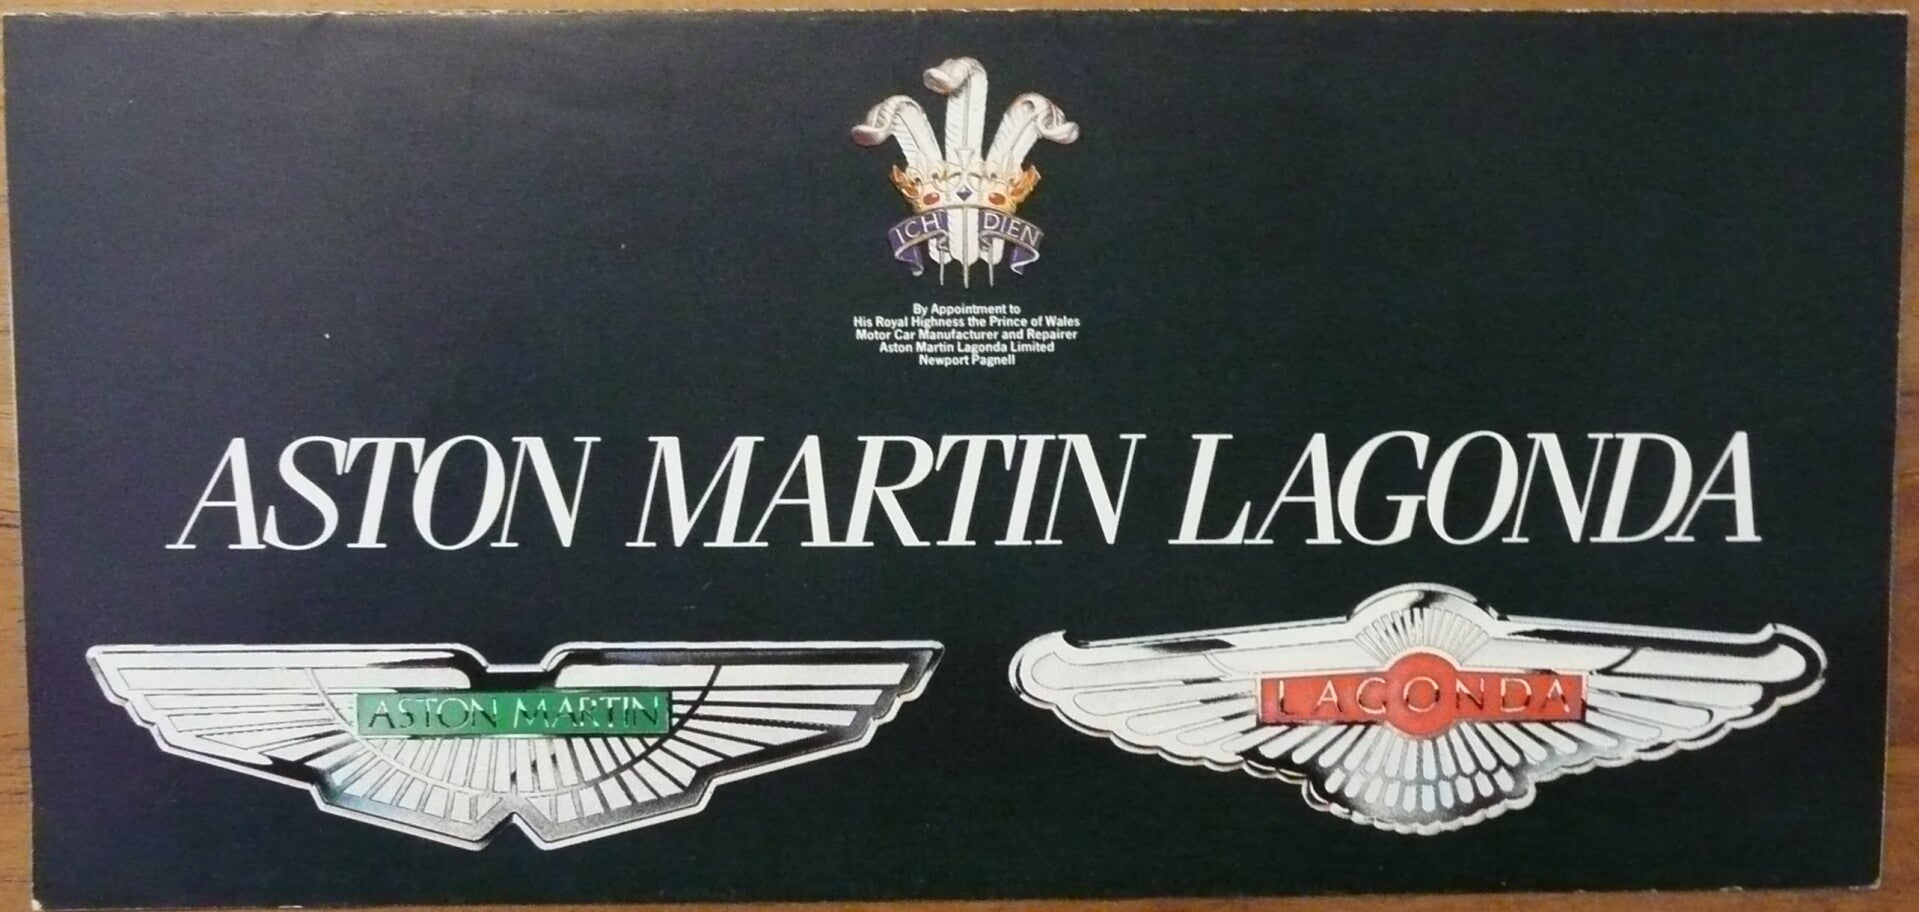 ICH DIEN
By Appointment to
His Royal Highness the Prince of Wales
Motor Car Manufacturer and Repairer
Aston Martin Lagonda Limited
Newport Pagnell
ASTON MARTIN LAGONDA
ASTON MARTIN
LAGONDA